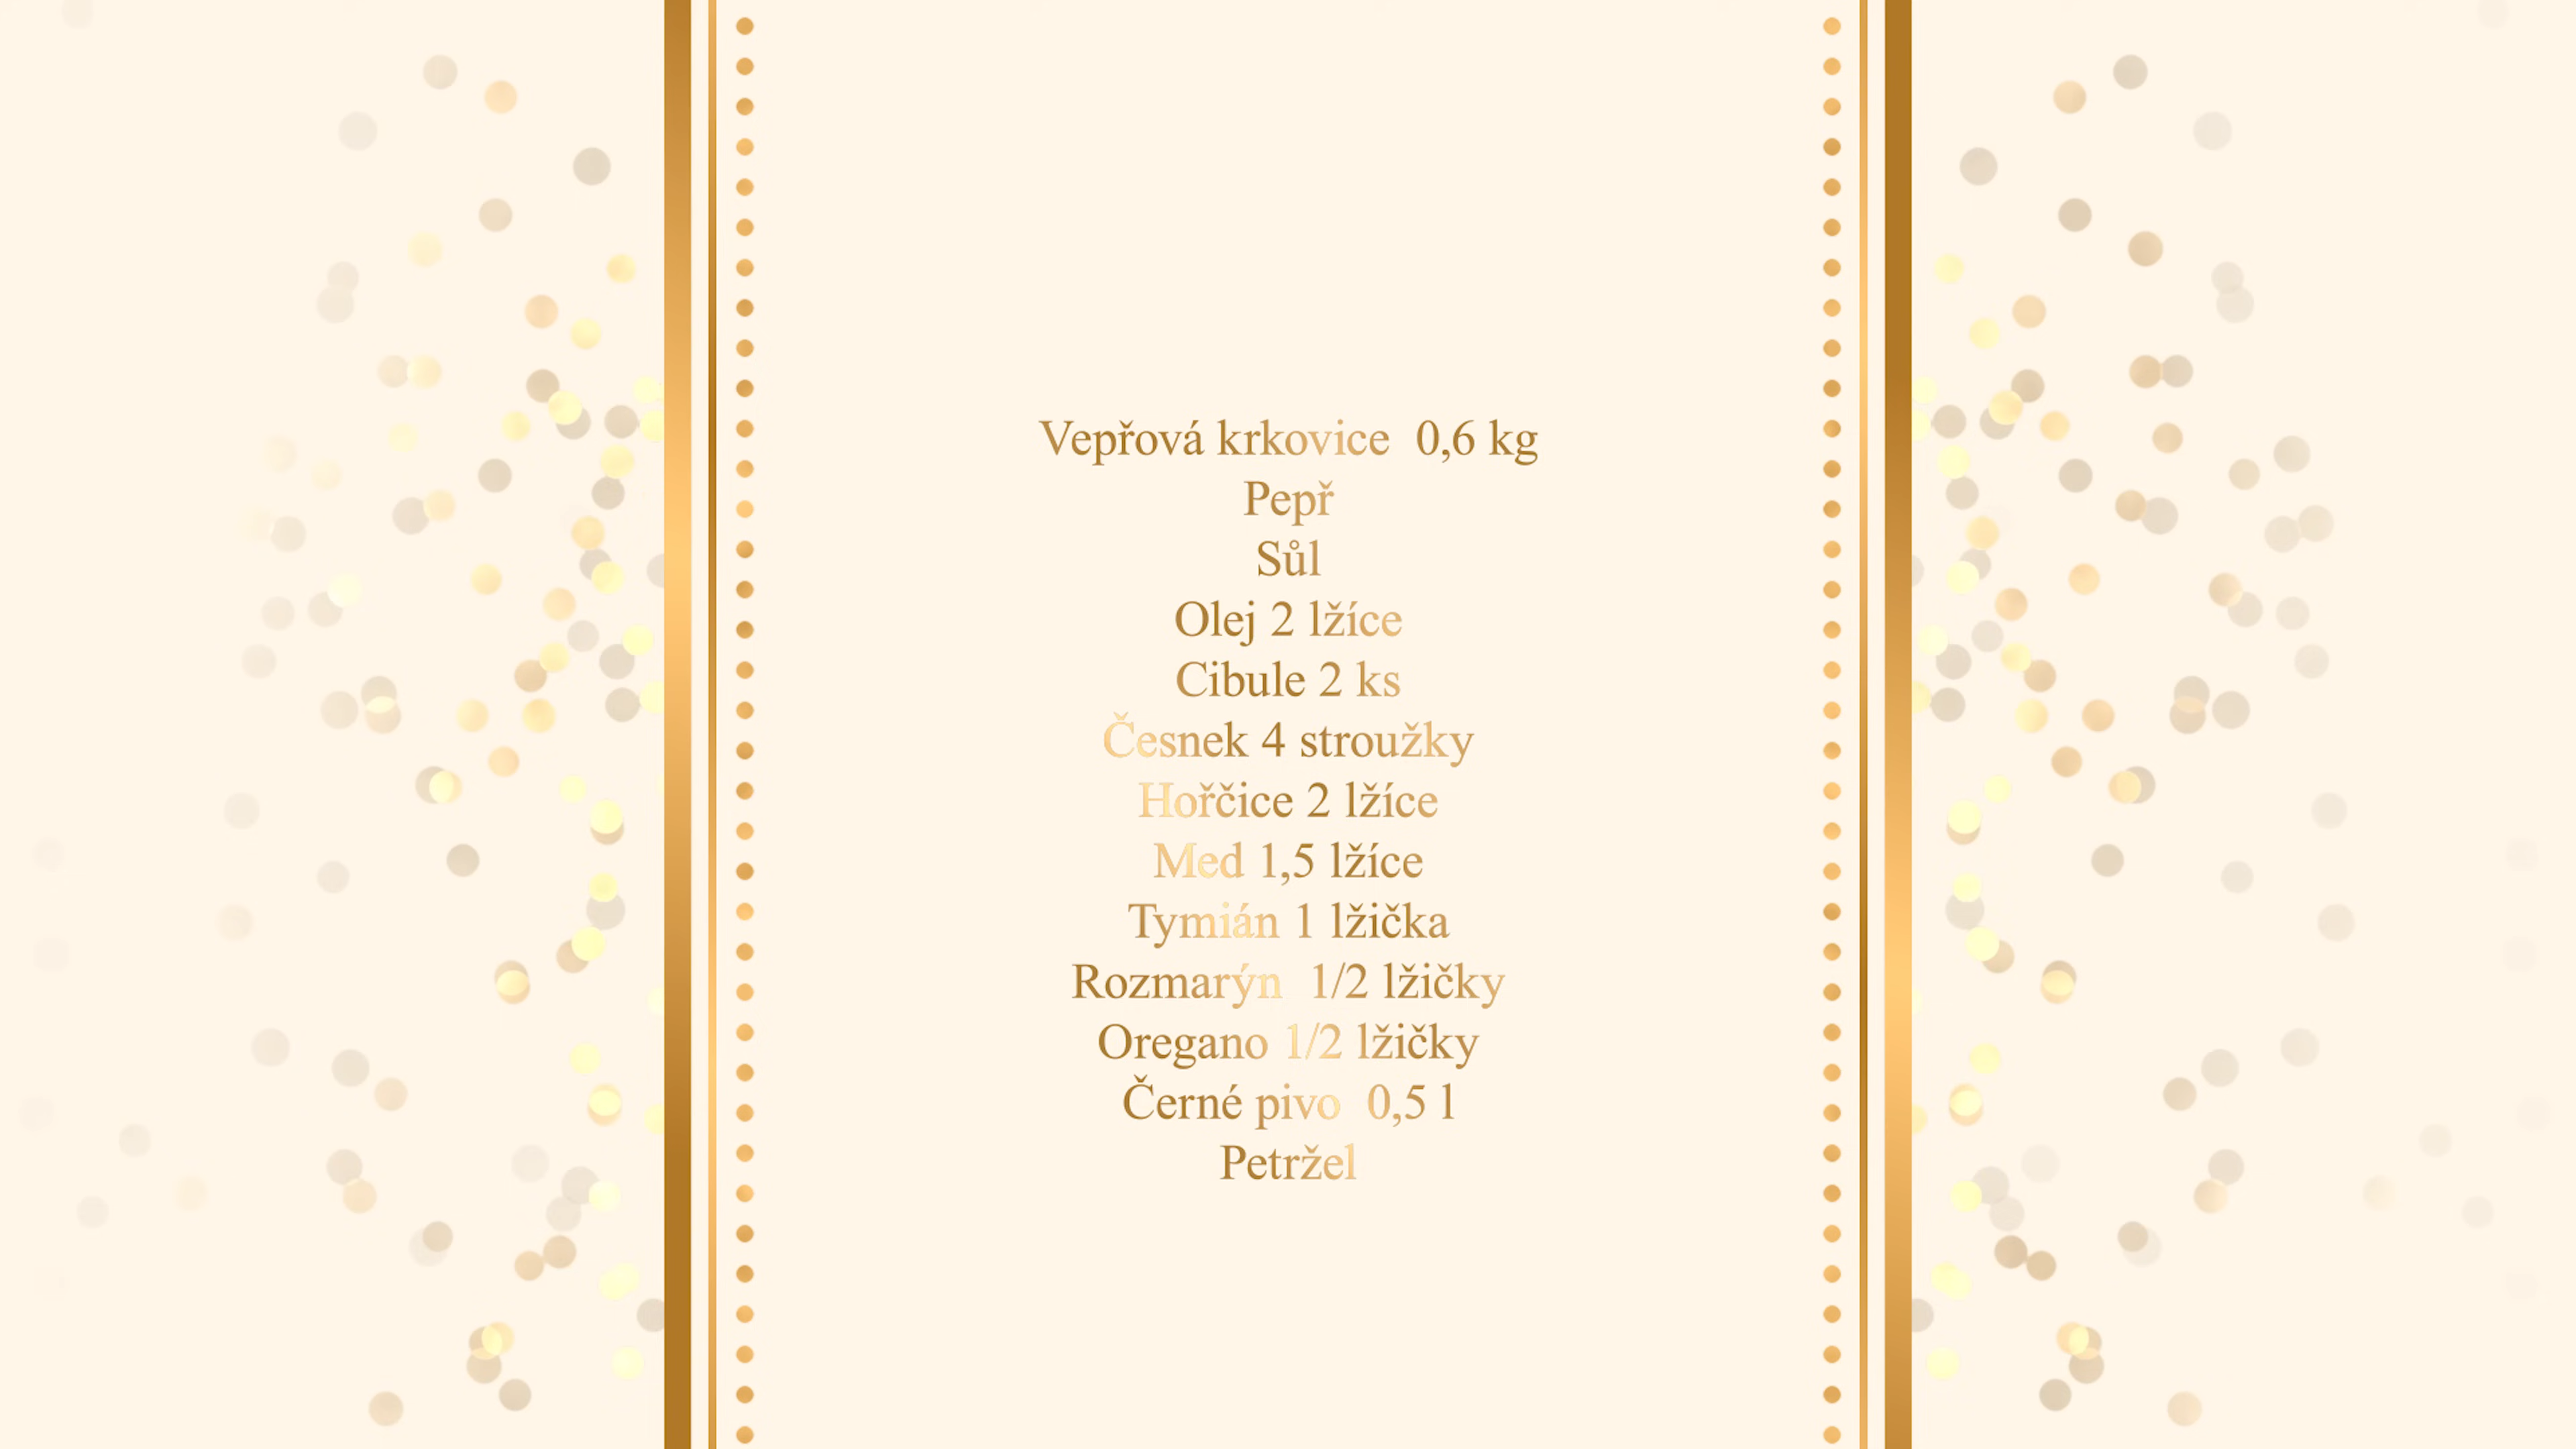 Vepřová krkovice  0,6 kg
Pepř
Sůl
Olej 2 lžíce
Cibule 2 ks
Česnek 4 stroužky
Hořčice 2 lžíce
Med 1,5 lžíce
Tymián 1 lžička
Rozmarýn  1/2 lžičky
Oregano 1/2 lžičky
Černé pivo  0,5 l
Petržel